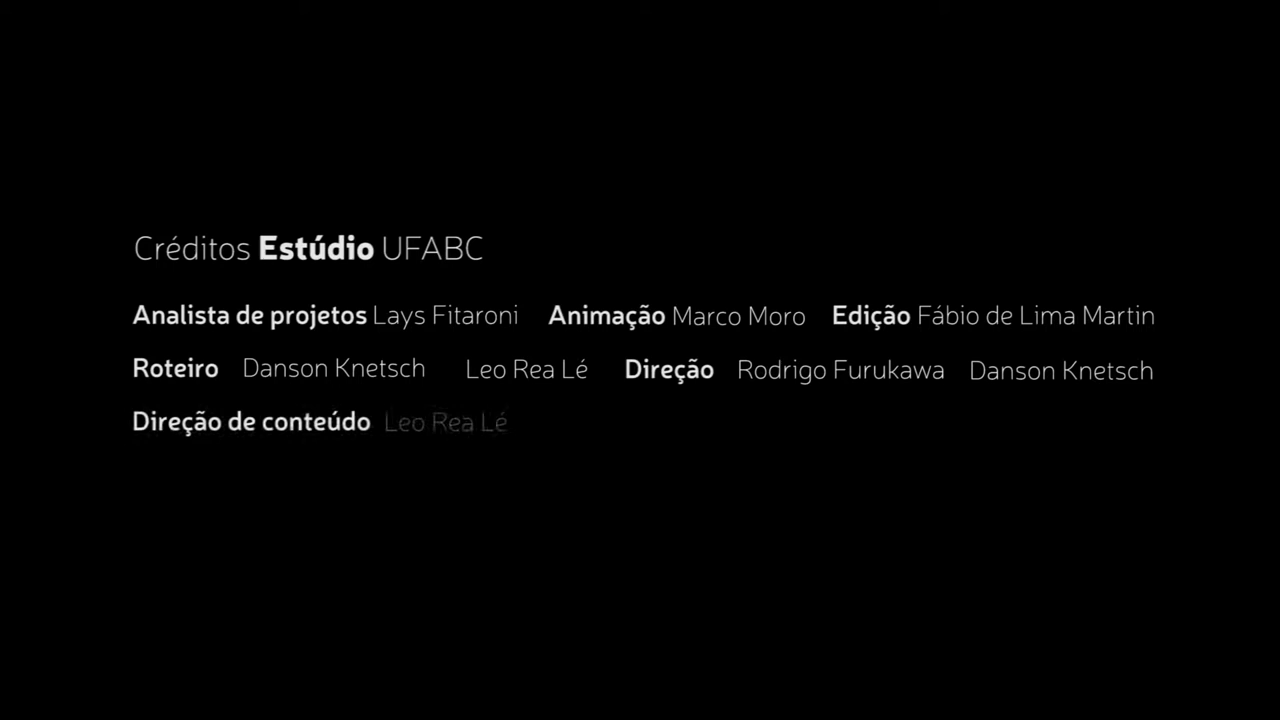 Créditos Estúdio UFABC
Analista de projetos Lays Fitaroni Animação Marco Moro Edição Fábio de Lima Martin
Roteiro Danson Knetsch Leo Rea Lé Direção Rodrigo Furukawa Danson Knetsch
Direção de conteúdo Leo Rea Lé